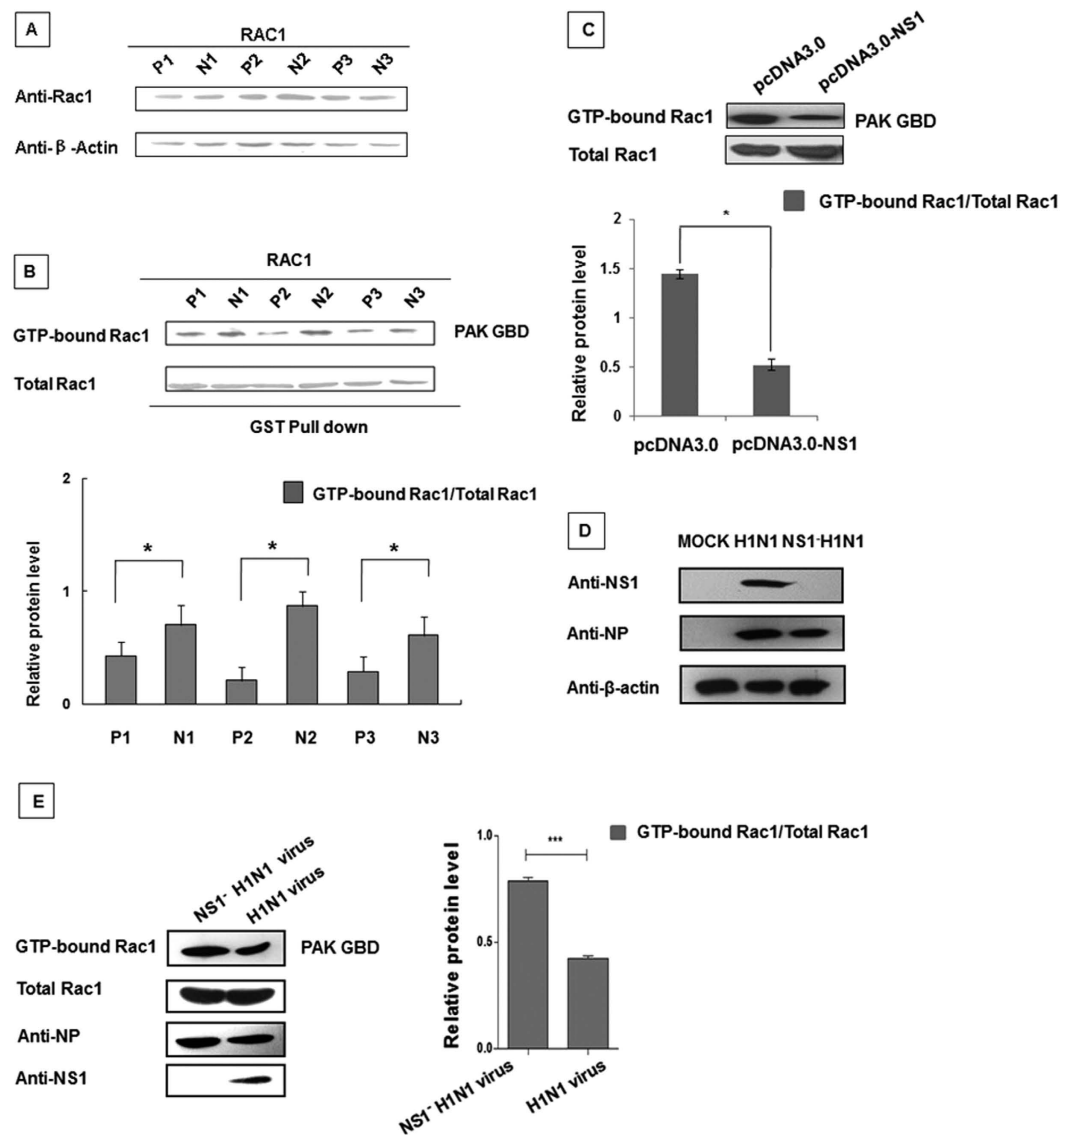 A
RAC1
P1 N1 P2 N2 P3 N3
Anti-Rac1
Anti-β-Actin
B
RAC1
P1 N1 P2 N2 P3 N3
GTP-bound Rac1 PAK GBD
Total Rac1
GST Pull down
GTP-bound Rac1/Total Rac1
Relative protein level
2
1
0
* * *
P1 N1 P2 N2 P3 N3
C
pcDNA3.0 pcDNA3.0-NS1
GTP-bound Rac1 PAK GBD
Total Rac1
GTP-bound Rac1/Total Rac1
Relative protein level
2
1.5
1
0.5
0
*
pcDNA3.0 pcDNA3.0-NS1
D
MOCK H1N1 NS1-H1N1
Anti-NS1
Anti-NP
Anti-β-actin
E
NS1- H1N1 virus H1N1 virus
GTP-bound Rac1 PAK GBD
Total Rac1
Anti-NP
Anti-NS1
GTP-bound Rac1/Total Rac1
Relative protein level
1.0
0.5
0.0
***
NS1- H1N1 virus H1N1 virus